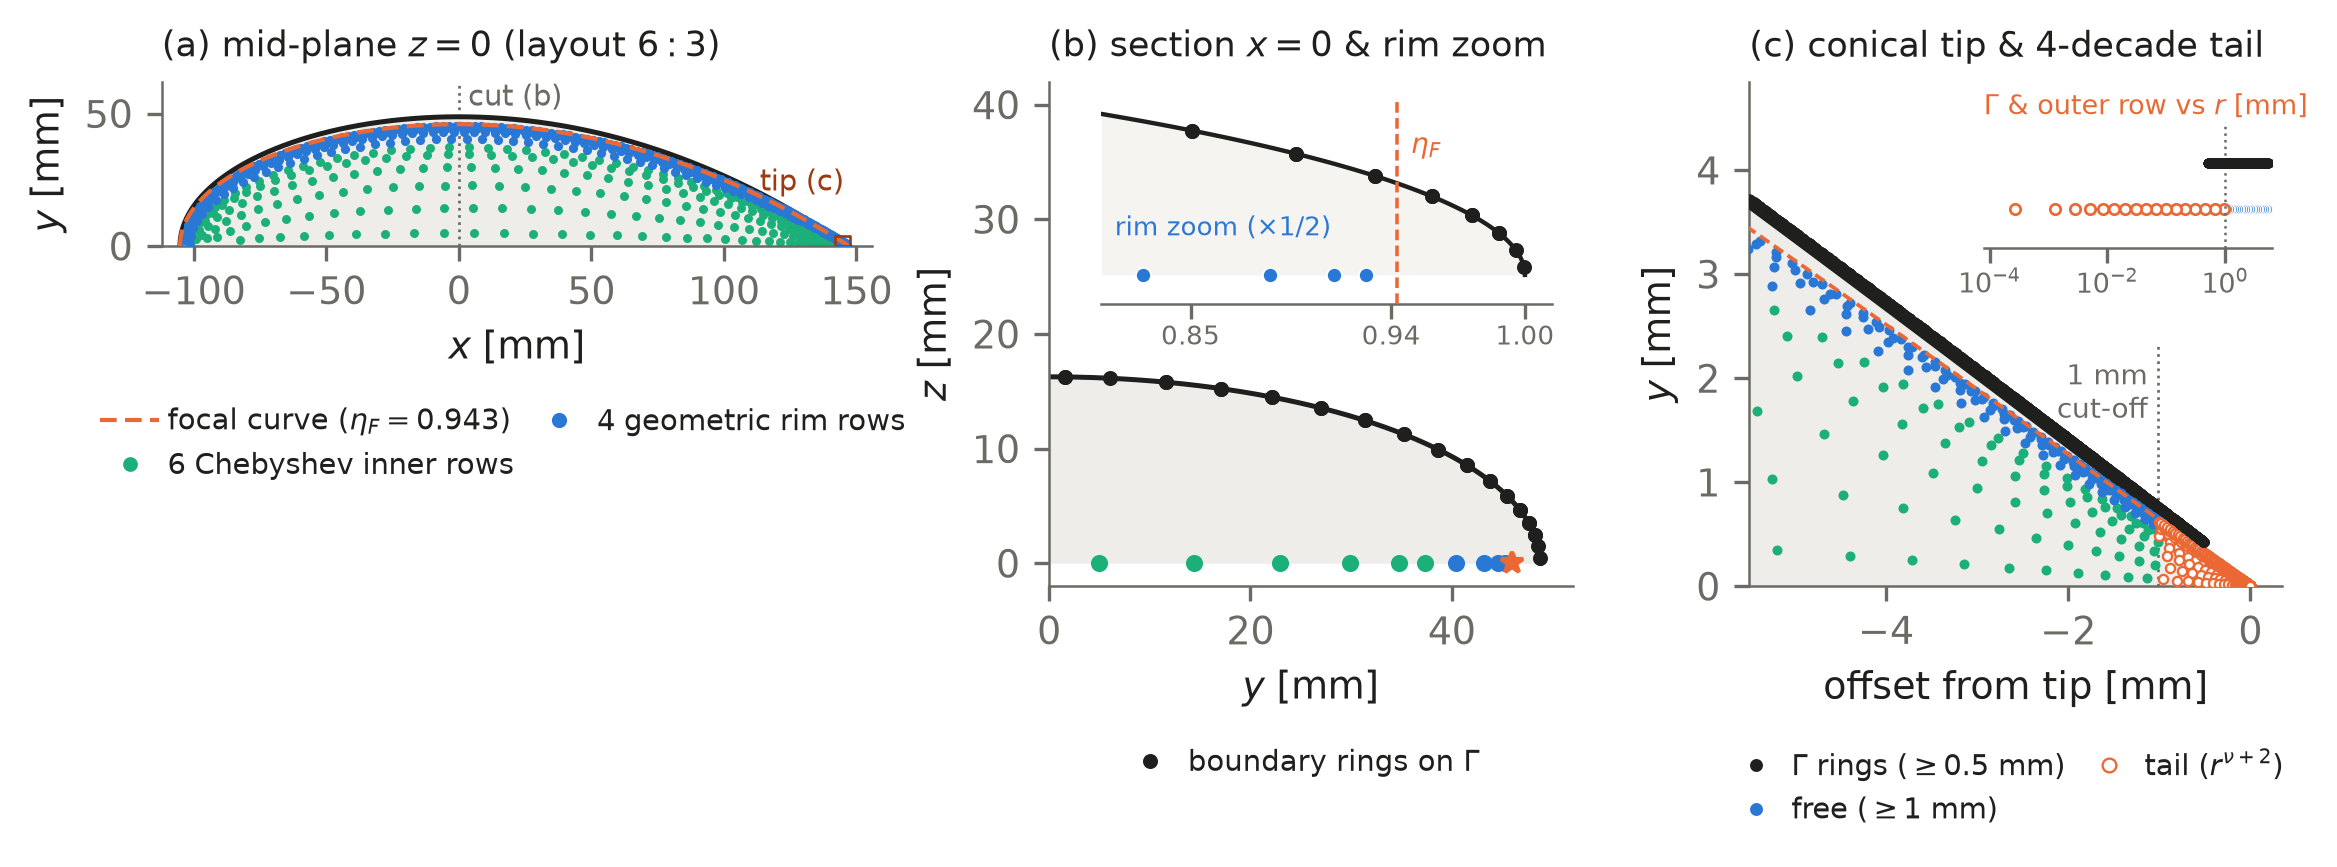 (a) mid-plane z = 0 (layout 6 : 3)
cut (b)
tip (c)
50
0
y [mm]
−100 −50 0 50 100 150
x [mm]
focal curve (ηF = 0.943)
4 geometric rim rows
6 Chebyshev inner rows
(b) section x = 0 & rim zoom
40
30
20
10
0
z [mm]
ηF
rim zoom (×1/2)
0.85 0.94 1.00
0 20 40
y [mm]
boundary rings on Γ
(c) conical tip & 4-decade tail
Γ & outer row vs r [mm]
10⁻⁴ 10⁻² 10⁰
4
3
2
1
0
y [mm]
1 mm
cut-off
−4 −2 0
offset from tip [mm]
Γ rings ( ≥ 0.5 mm)
tail (r^{ν+2})
free ( ≥ 1 mm)